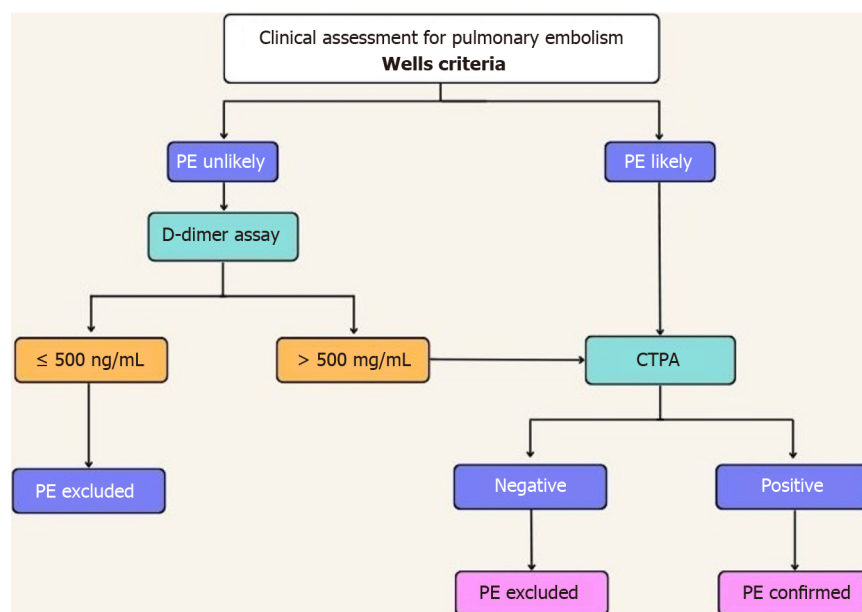 Clinical assessment for pulmonary embolism
Wells criteria
PE unlikely
PE likely
D-dimer assay
≤ 500 ng/mL
> 500 mg/mL
CTPA
PE excluded
Negative
Positive
PE excluded
PE confirmed